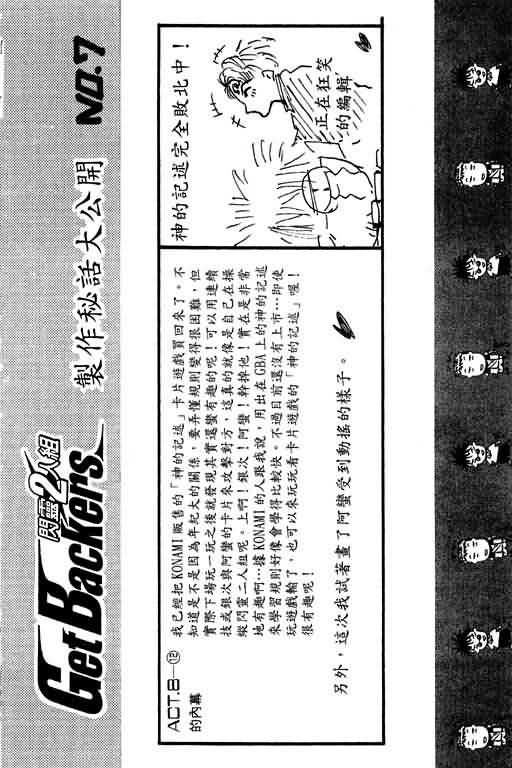 閃靈2人組
GetBackers
製作秘話大公開 NO.7
ACT.8—⑫
的內幕
我已經把KONAMI販售的「神的記述」卡片遊戲買回來了。不
知道是不是因為年紀大的關係，要弄懂規則變得很困難，但
實際下場玩一玩之後就發現其實還蠻有趣的呢！可以用連續
技或銀次與阿蠻的卡片來攻擊對方，這真的就像是自己在操
縱閃靈二人組呢。上啊！銀次！阿蠻！幹掉他！實在是非常
地有趣啊…據KONAMI的人跟我說，用出在GBA上的神的記述
來學習規則好像會學得比較快。不過目前還沒有上市…即使
玩遊戲輸了，也可以來玩玩看卡片遊戲的「神的記述」喔！
很有趣呢！
另外，這次我試著畫了阿蠻受到動搖的樣子。
神的記述完全敗北中！
正在狂笑
的編輯